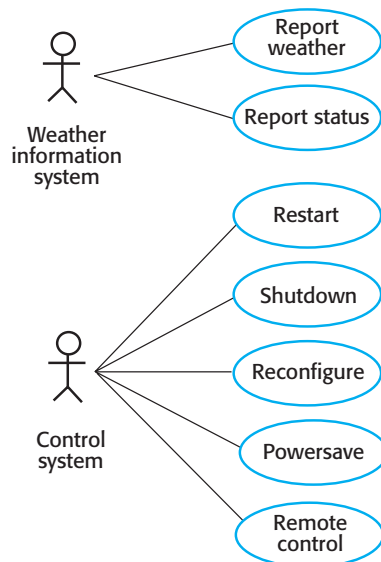 Report
weather
Report status
Weather
information
system
Restart
Shutdown
Reconfigure
Control
system
Powersave
Remote
control